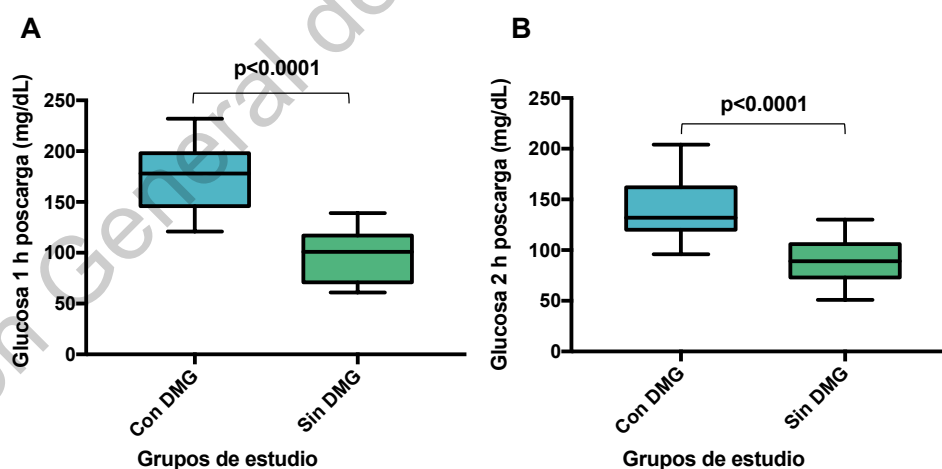 A
p<0.0001
Glucosa 1 h poscarga (mg/dL)
250
200
150
100
50
0
Con DMG
Sin DMG
Grupos de estudio
B
p<0.0001
Glucosa 2 h poscarga (mg/dL)
250
200
150
100
50
0
Con DMG
Sin DMG
Grupos de estudio
General de